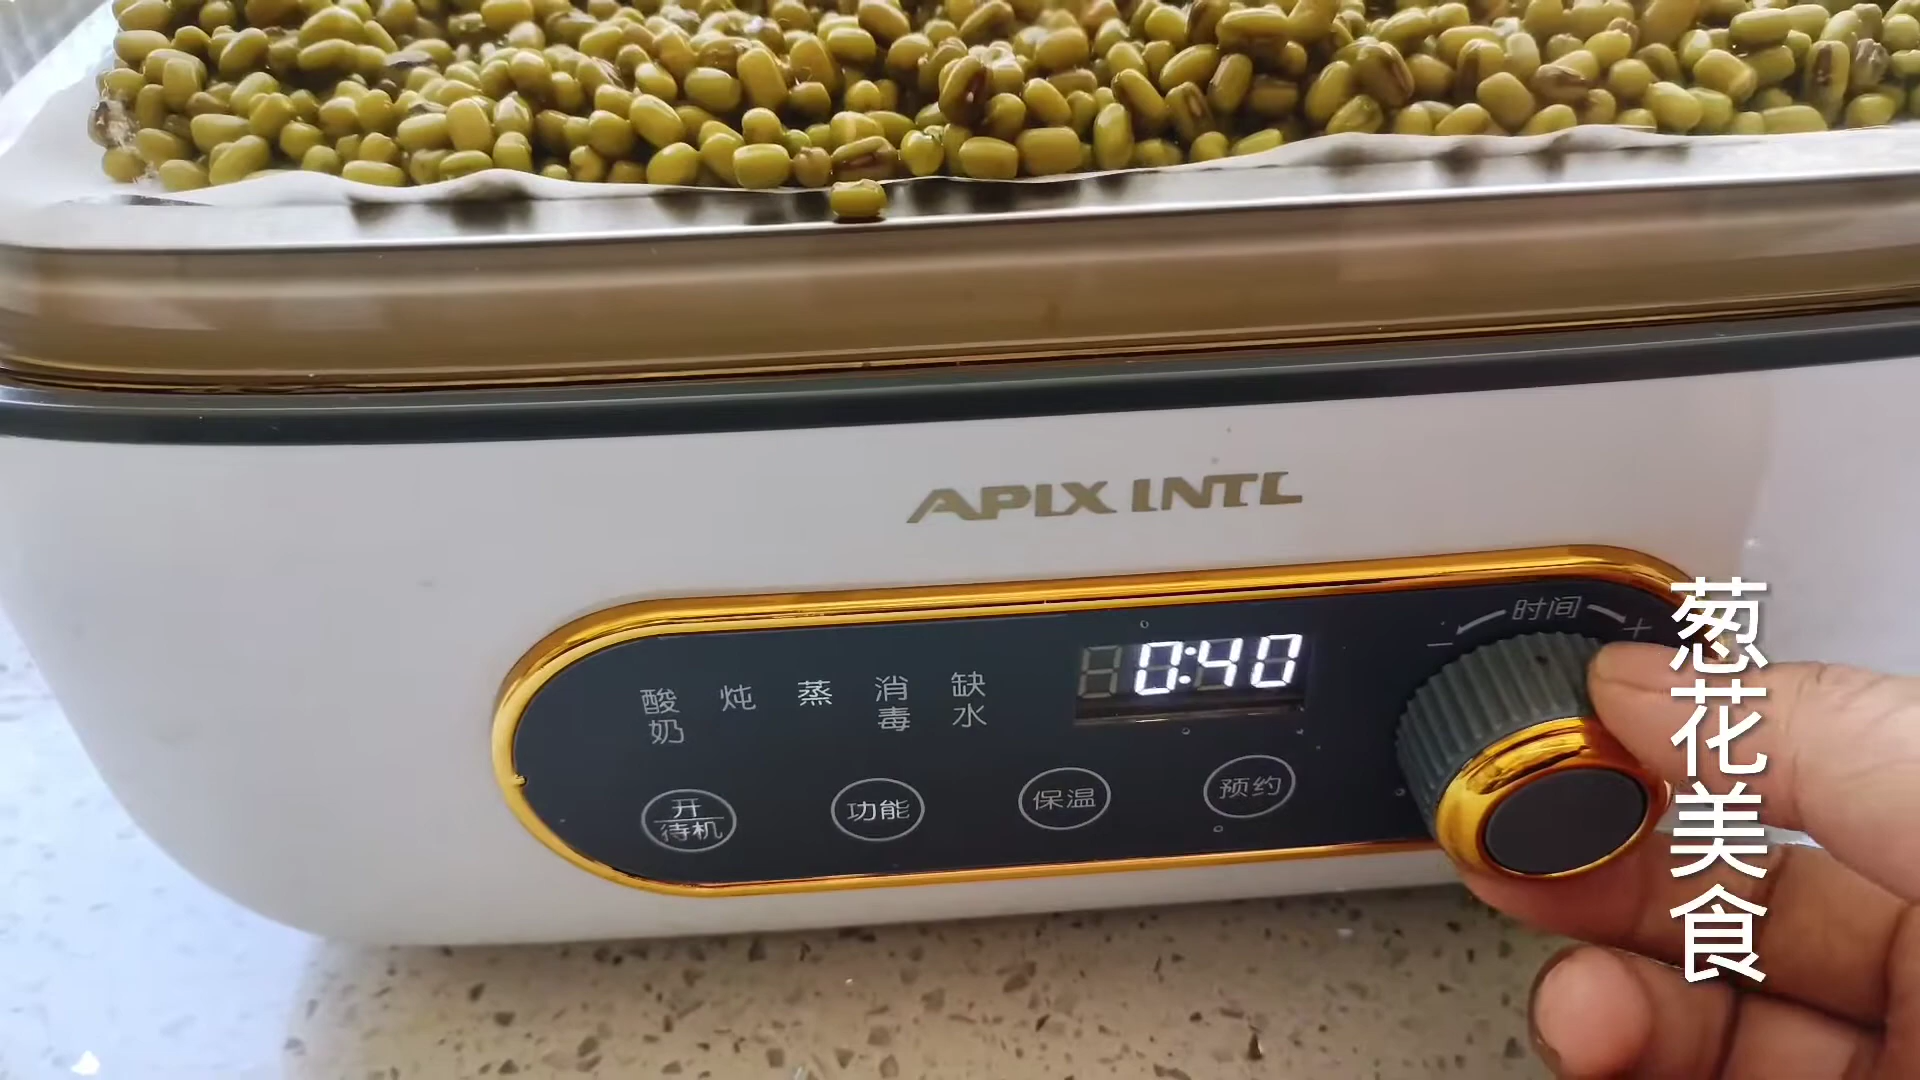 APIX INTL
时间
酸奶 炖 蒸 消毒 缺水
0:40
开/待机 功能 保温 预约
葱花美食